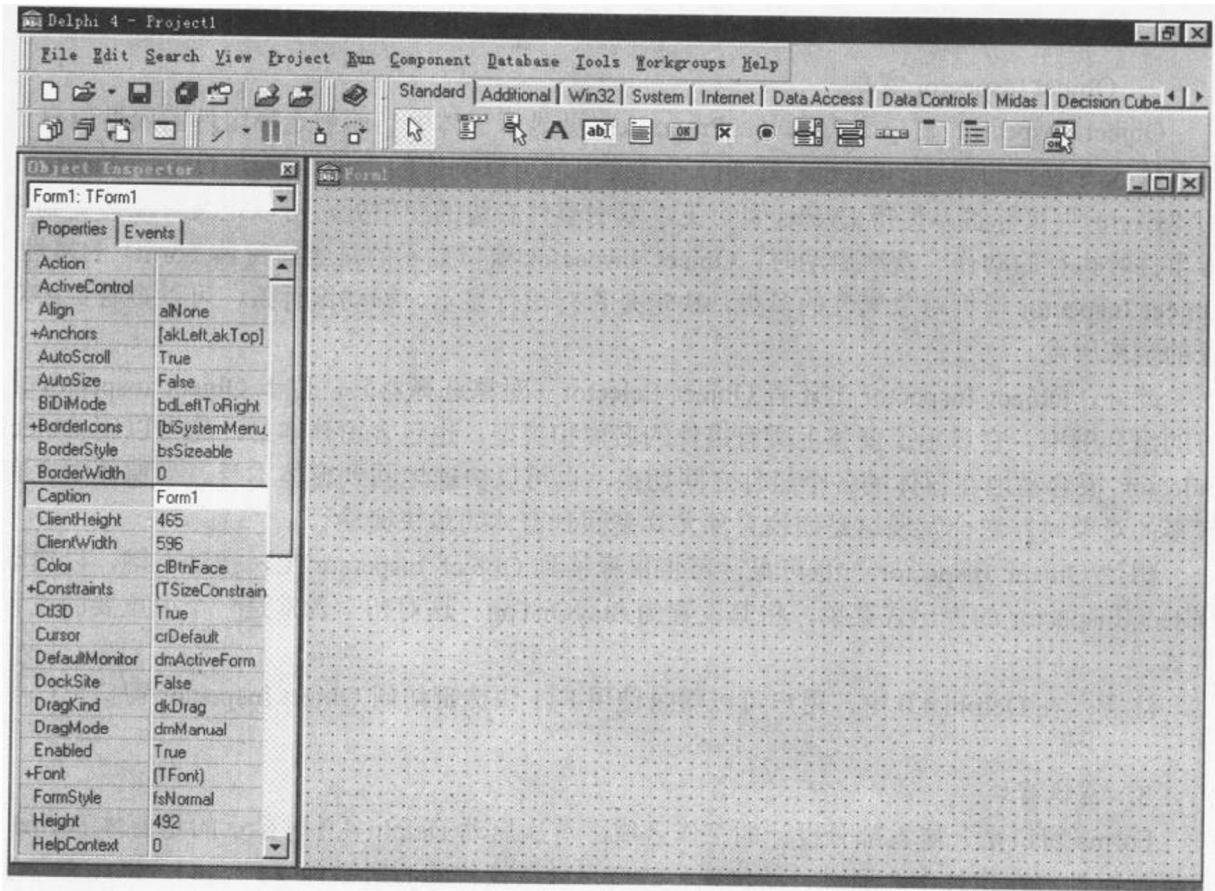 Delphi 4 - Project1
File Edit Search View Project Run Component Database Tools Workgroups Help
Standard Additional Win32 System Internet Data Access Data Controls Midas Decision Cube
Object Inspector
Form1
Form1: TForm1
Properties Events
Action
ActiveControl
Align alNone
+Anchors [akLeft,akTop]
AutoScroll True
AutoSize False
BiDiMode bdLeftToRight
+BorderIcons [biSystemMenu,
BorderStyle bsSizeable
BorderWidth 0
Caption Form1
ClientHeight 465
ClientWidth 596
Color clBtnFace
+Constraints (TSizeConstrain
Ctl3D True
Cursor crDefault
DefaultMonitor dmActiveForm
DockSite False
DragKind dkDrag
DragMode dmManual
Enabled True
+Font (TFont)
FormStyle fsNormal
Height 492
HelpContext 0